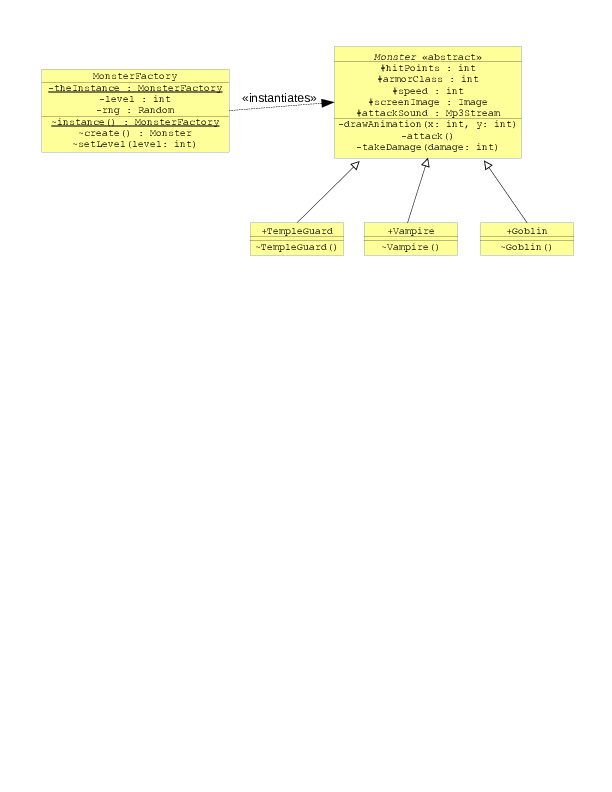 MonsterFactory
-theInstance : MonsterFactory
-level : int
-rng : Random
~instance() : MonsterFactory
~create() : Monster
~setLevel(level: int)
«instantiates»
Monster «abstract»
#hitPoints : int
#armorClass : int
#speed : int
#screenImage : Image
#attackSound : Mp3Stream
-drawAnimation(x: int, y: int)
-attack()
-takeDamage(damage: int)
+TempleGuard
~TempleGuard()
+Vampire
~Vampire()
+Goblin
~Goblin()